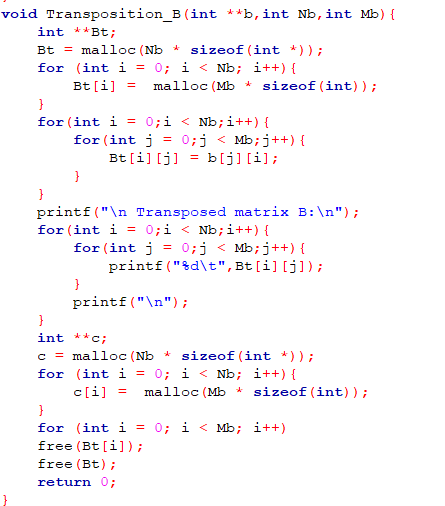 void Transposition_B(int **b,int Nb,int Mb){
    int **Bt;
    Bt = malloc(Nb * sizeof(int *));
    for (int i = 0; i < Nb; i++){
        Bt[i] =  malloc(Mb * sizeof(int));
    }
    for(int i = 0;i < Nb;i++){
        for(int j = 0;j < Mb;j++){
            Bt[i][j] = b[j][i];
        }
    }
    printf("\n Transposed matrix B:\n");
    for(int i = 0;i < Nb;i++){
        for(int j = 0;j < Mb;j++){
            printf("%d\t",Bt[i][j]);
        }
        printf("\n");
    }
    int **c;
    c = malloc(Nb * sizeof(int *));
    for (int i = 0; i < Nb; i++){
        c[i] =  malloc(Mb * sizeof(int));
    }
    for (int i = 0; i < Mb; i++)
    free(Bt[i]);
    free(Bt);
    return 0;
}